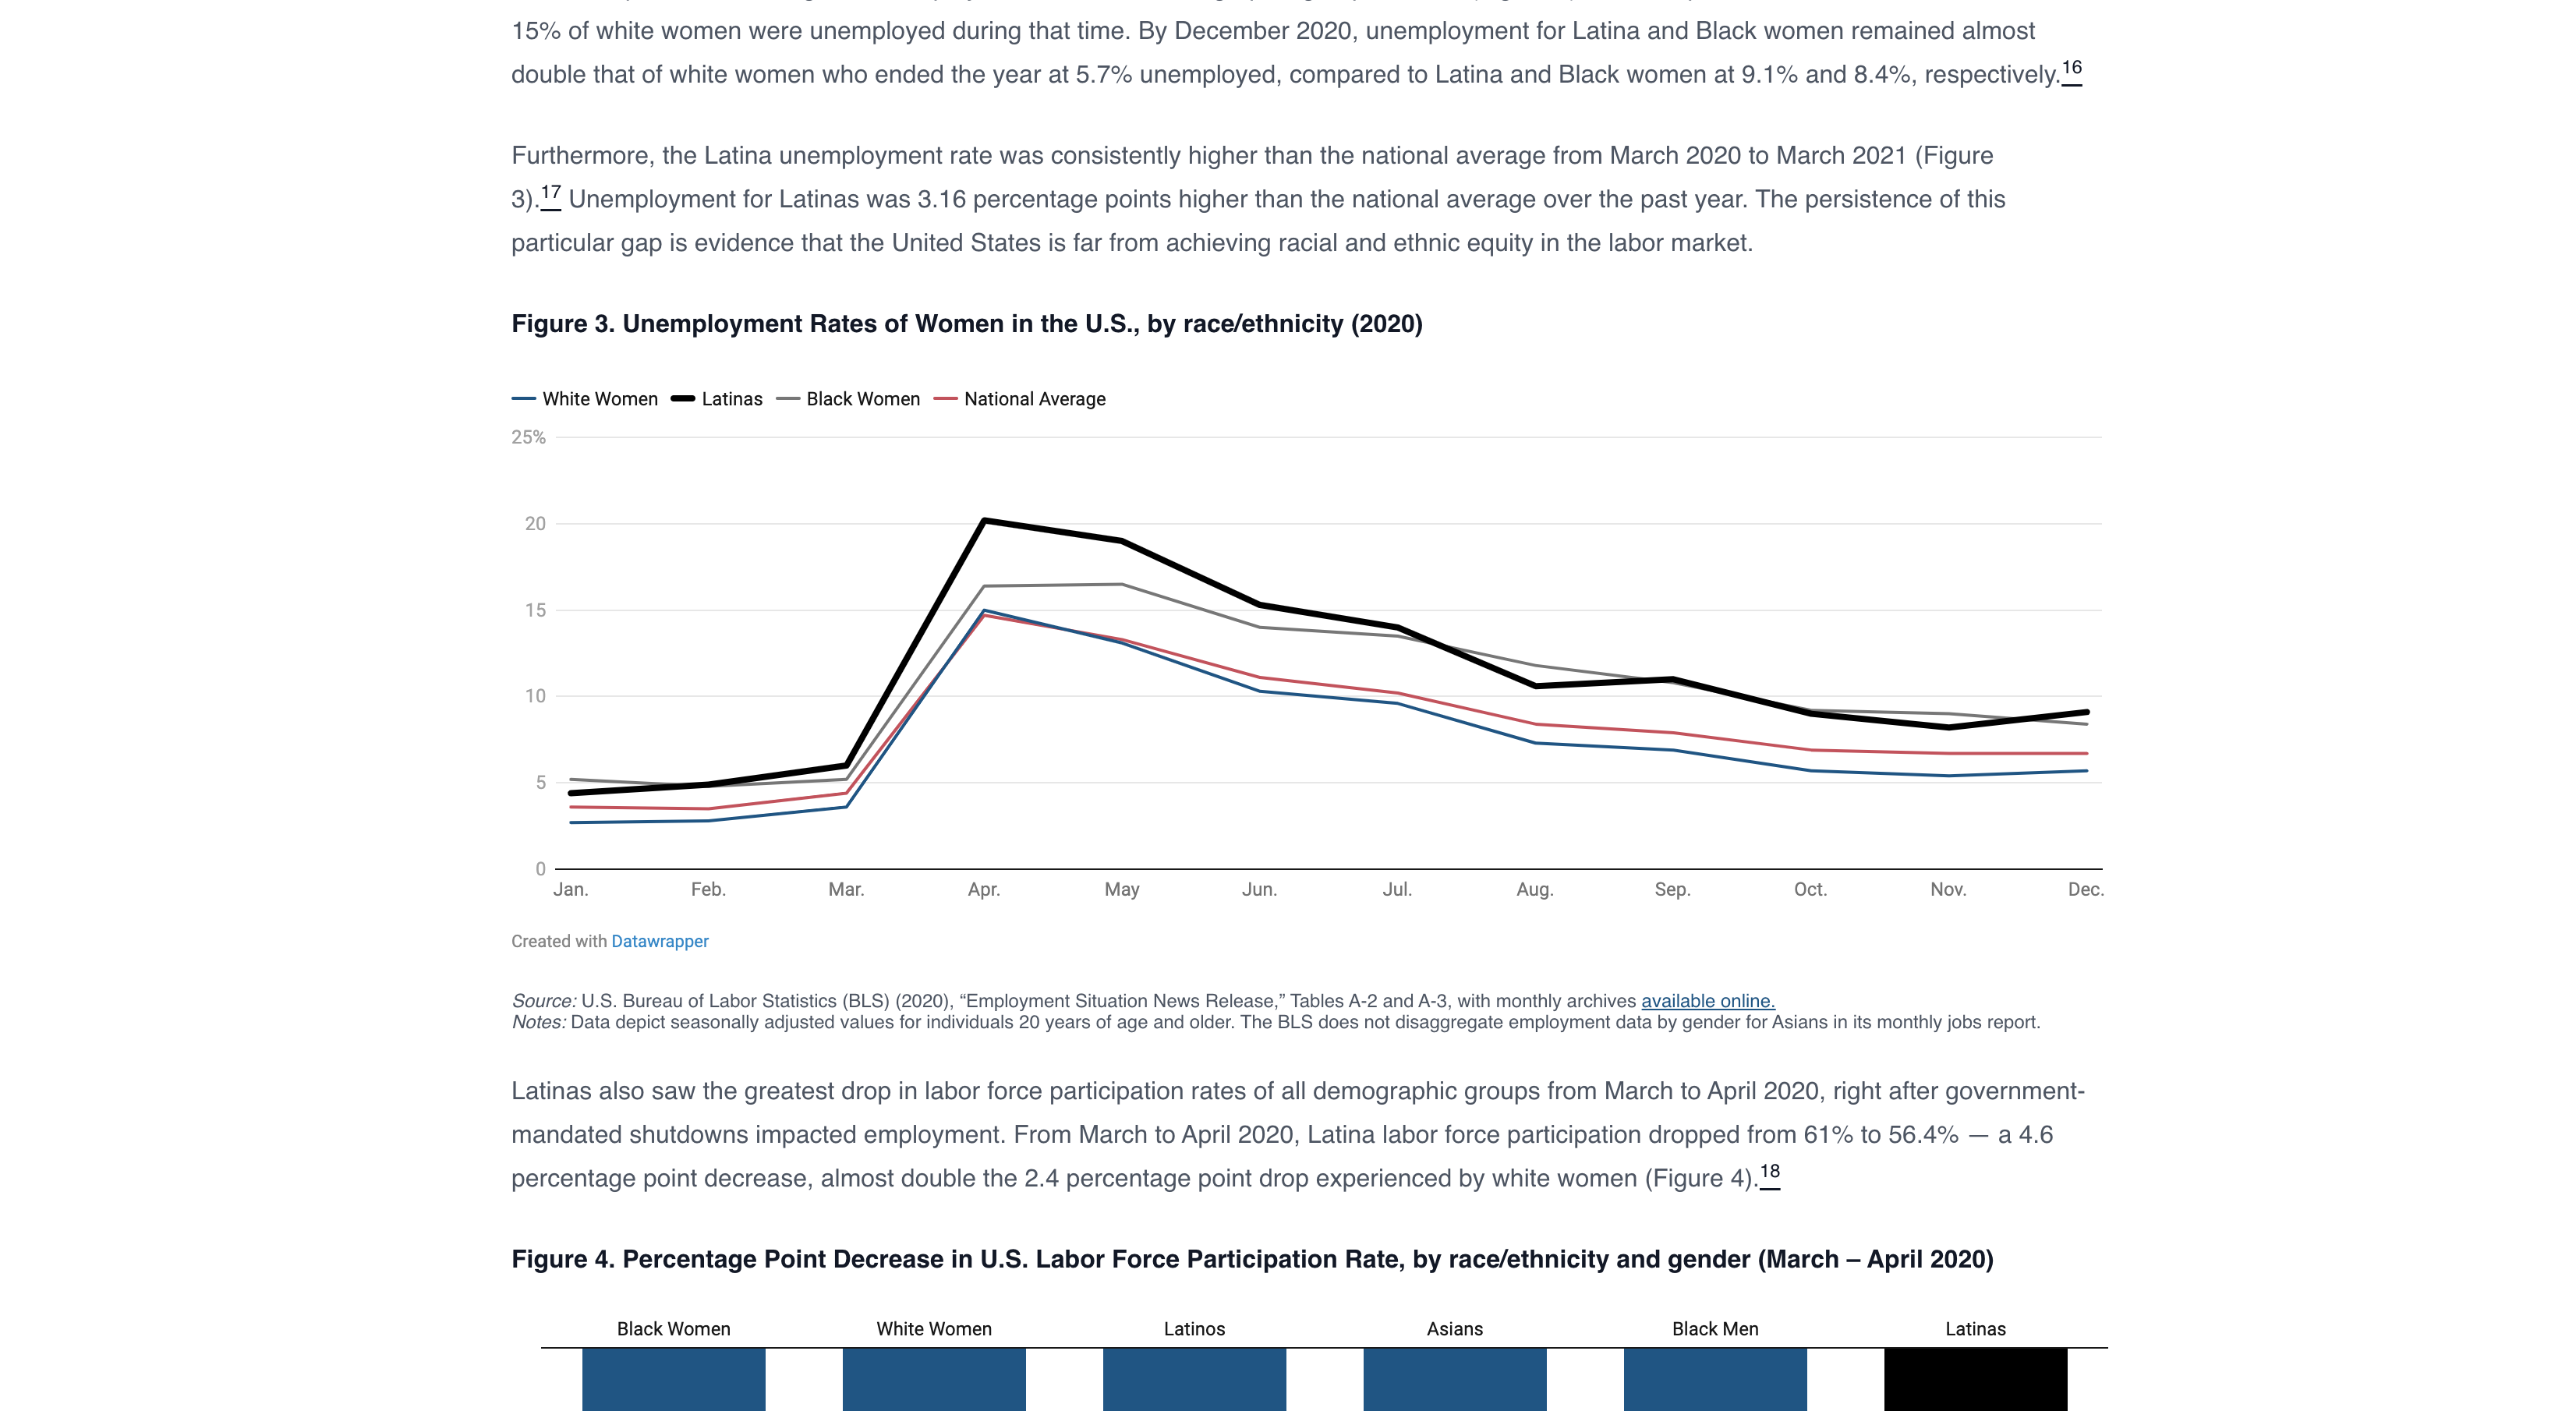 15% of white women were unemployed during that time. By December 2020, unemployment for Latina and Black women remained almost
double that of white women who ended the year at 5.7% unemployed, compared to Latina and Black women at 9.1% and 8.4%, respectively.16
Furthermore, the Latina unemployment rate was consistently higher than the national average from March 2020 to March 2021 (Figure
3).17 Unemployment for Latinas was 3.16 percentage points higher than the national average over the past year. The persistence of this
particular gap is evidence that the United States is far from achieving racial and ethnic equity in the labor market.
Figure 3. Unemployment Rates of Women in the U.S., by race/ethnicity (2020)
White Women Latinas Black Women National Average
25%
20
15
10
5
0
Jan. Feb. Mar. Apr. May Jun. Jul. Aug. Sep. Oct. Nov. Dec.
Created with Datawrapper
Source: U.S. Bureau of Labor Statistics (BLS) (2020), “Employment Situation News Release,” Tables A-2 and A-3, with monthly archives available online.
Notes: Data depict seasonally adjusted values for individuals 20 years of age and older. The BLS does not disaggregate employment data by gender for Asians in its monthly jobs report.
Latinas also saw the greatest drop in labor force participation rates of all demographic groups from March to April 2020, right after government-
mandated shutdowns impacted employment. From March to April 2020, Latina labor force participation dropped from 61% to 56.4% — a 4.6
percentage point decrease, almost double the 2.4 percentage point drop experienced by white women (Figure 4).18
Figure 4. Percentage Point Decrease in U.S. Labor Force Participation Rate, by race/ethnicity and gender (March – April 2020)
Black Women White Women Latinos Asians Black Men Latinas